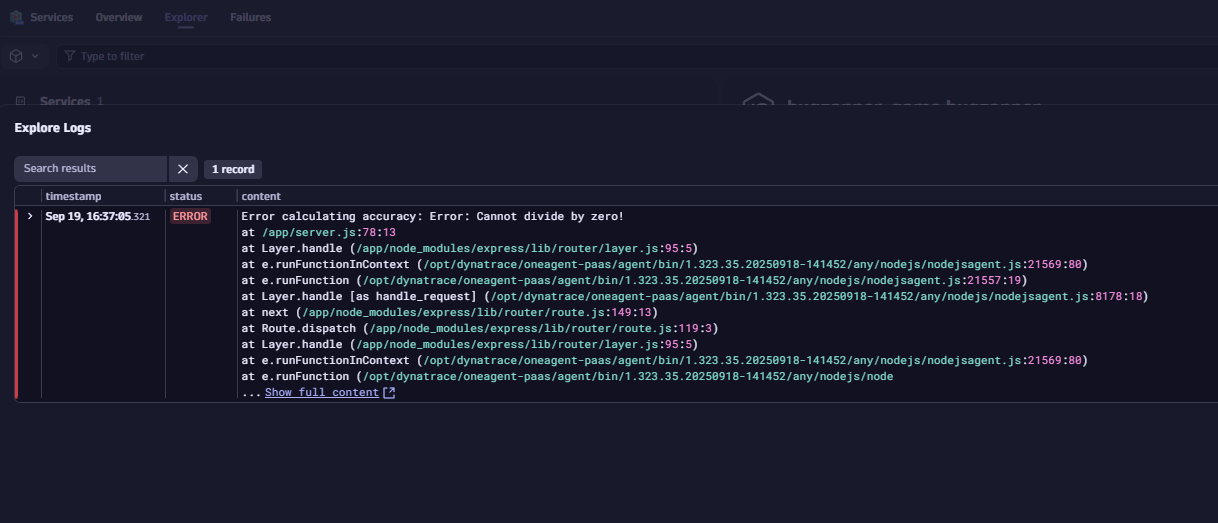 Services Overview Explorer Failures
Type to filter
Services 1
Explore Logs
Search results
1 record
timestamp status content
Sep 19, 16:37:05.321 ERROR Error calculating accuracy: Error: Cannot divide by zero!
at /app/server.js:78:13
at Layer.handle (/app/node_modules/express/lib/router/layer.js:95:5)
at e.runFunctionInContext (/opt/dynatrace/oneagent-paas/agent/bin/1.323.35.20250918-141452/any/nodejs/nodejsagent.js:21569:80)
at e.runFunction (/opt/dynatrace/oneagent-paas/agent/bin/1.323.35.20250918-141452/any/nodejs/nodejsagent.js:21557:19)
at Layer.handle [as handle_request] (/opt/dynatrace/oneagent-paas/agent/bin/1.323.35.20250918-141452/any/nodejs/nodejsagent.js:8178:18)
at next (/app/node_modules/express/lib/router/route.js:149:13)
at Route.dispatch (/app/node_modules/express/lib/router/route.js:119:3)
at Layer.handle (/app/node_modules/express/lib/router/layer.js:95:5)
at e.runFunctionInContext (/opt/dynatrace/oneagent-paas/agent/bin/1.323.35.20250918-141452/any/nodejs/nodejsagent.js:21569:80)
at e.runFunction (/opt/dynatrace/oneagent-paas/agent/bin/1.323.35.20250918-141452/any/nodejs/node
... Show full content